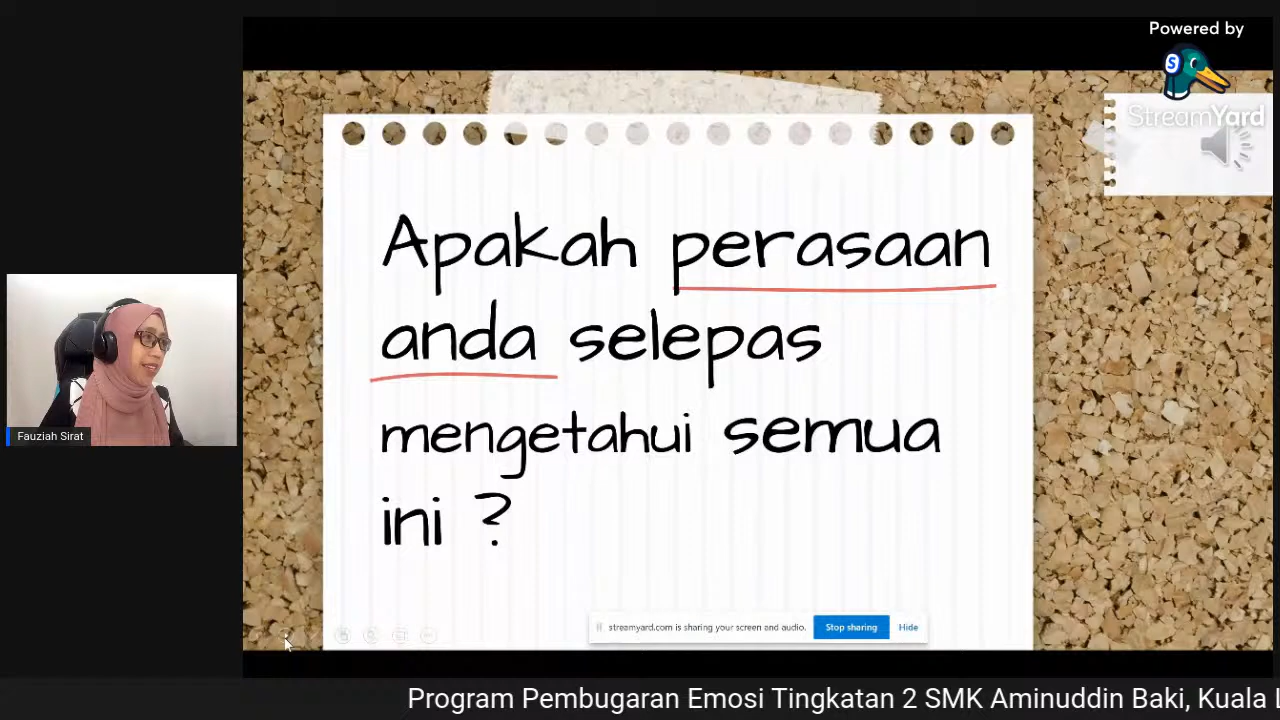 Powered by
StreamYard
Apakah perasaan
anda selepas
mengetahui semua
ini ?
Fauziah Sirat
streamyard.com is sharing your screen and audio.
Stop sharing
Hide
Program Pembugaran Emosi Tingkatan 2 SMK Aminuddin Baki, Kuala